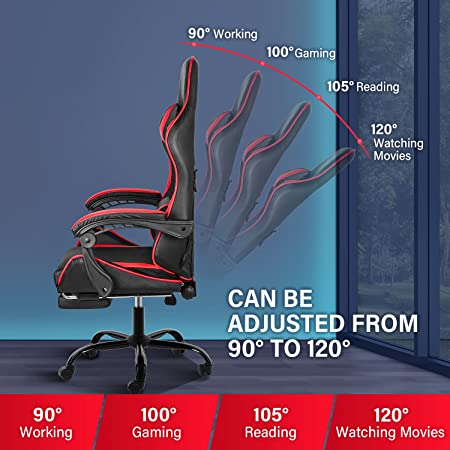 90° Working
100° Gaming
105° Reading
120°
Watching
Movies
CAN BE
ADJUSTED FROM
90° TO 120°
90°
Working
100°
Gaming
105°
Reading
120°
Watching Movies